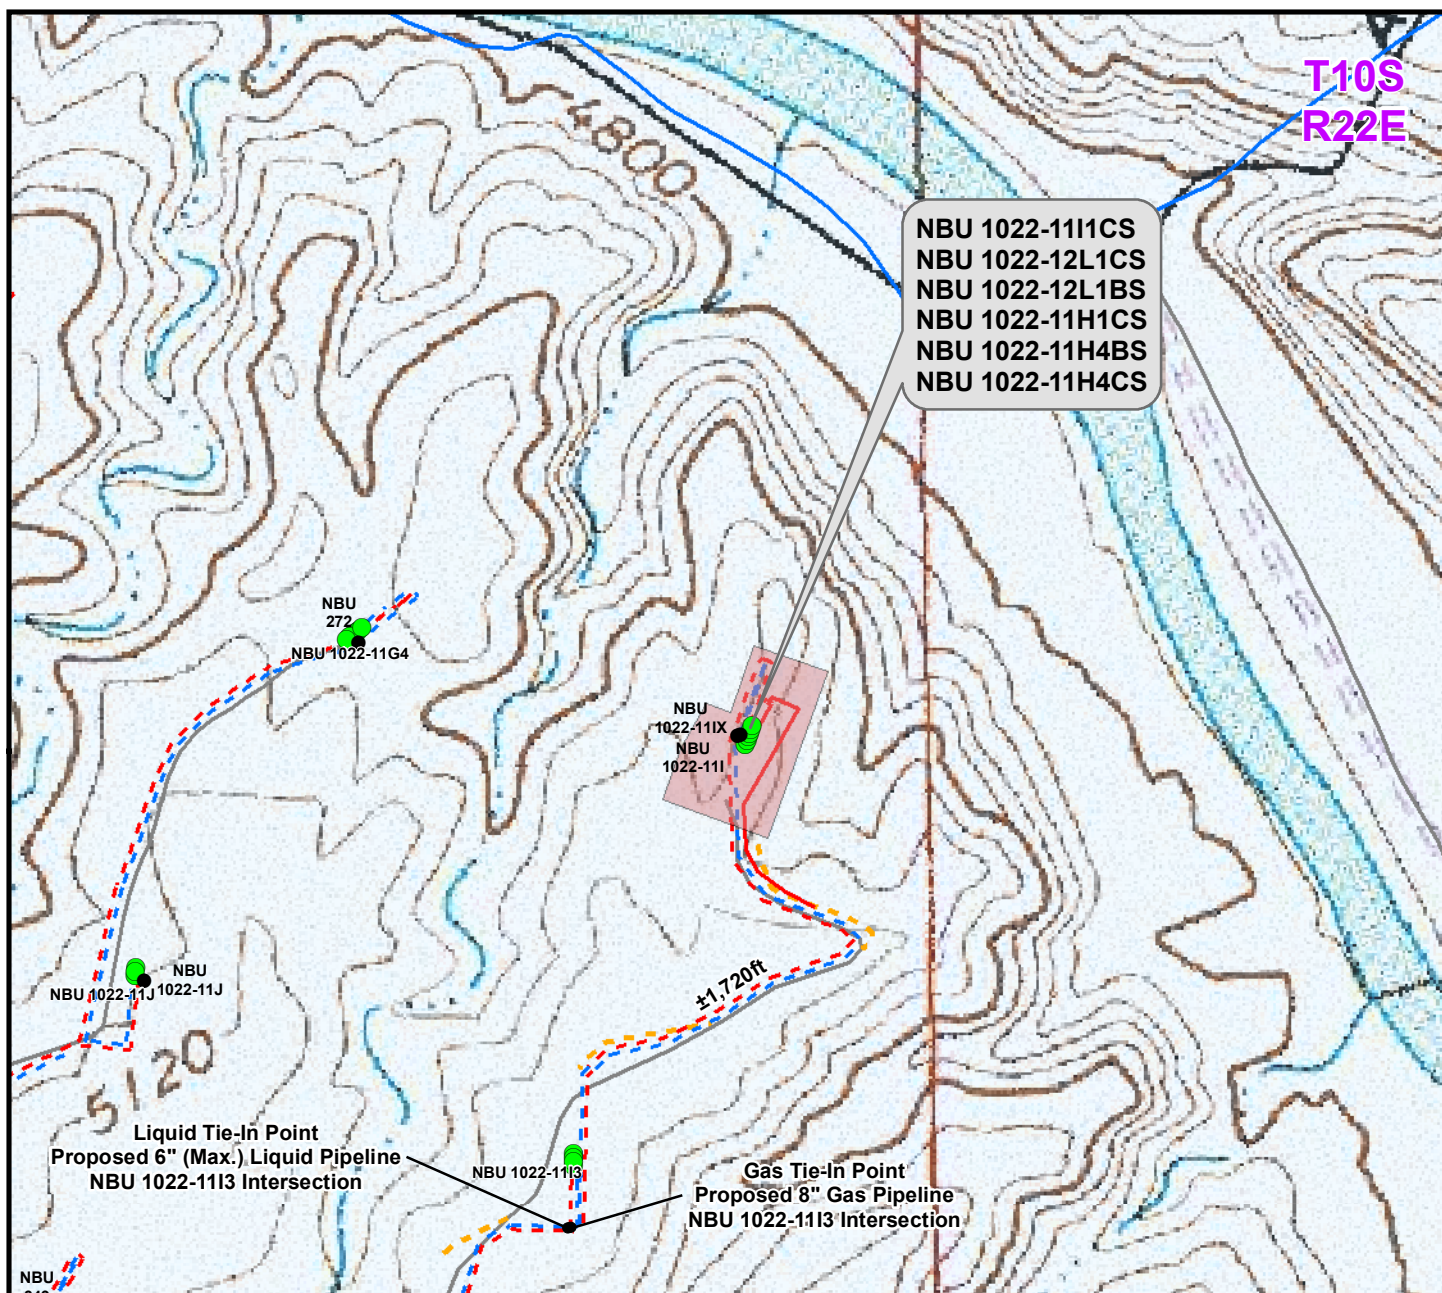 T10S
R22E
4800
NBU 1022-11I1CS
NBU 1022-12L1CS
NBU 1022-12L1BS
NBU 1022-11H1CS
NBU 1022-11H4BS
NBU 1022-11H4CS
NBU
272
NBU 1022-11G4
NBU
1022-11IX
NBU
1022-11I
NBU
1022-11J
NBU 1022-11J
±1,720ft
5120
Liquid Tie-In Point
Proposed 6" (Max.) Liquid Pipeline
NBU 1022-11I3 Intersection
NBU 1022-11I3
Gas Tie-In Point
Proposed 8" Gas Pipeline
NBU 1022-11I3 Intersection
NBU